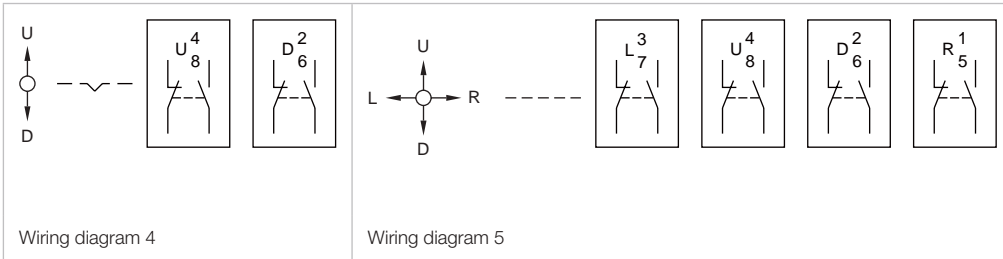 U
D
U 4 8
D 2 6
Wiring diagram 4
U
L R
D
L 3 7
U 4 8
D 2 6
R 1 5
Wiring diagram 5